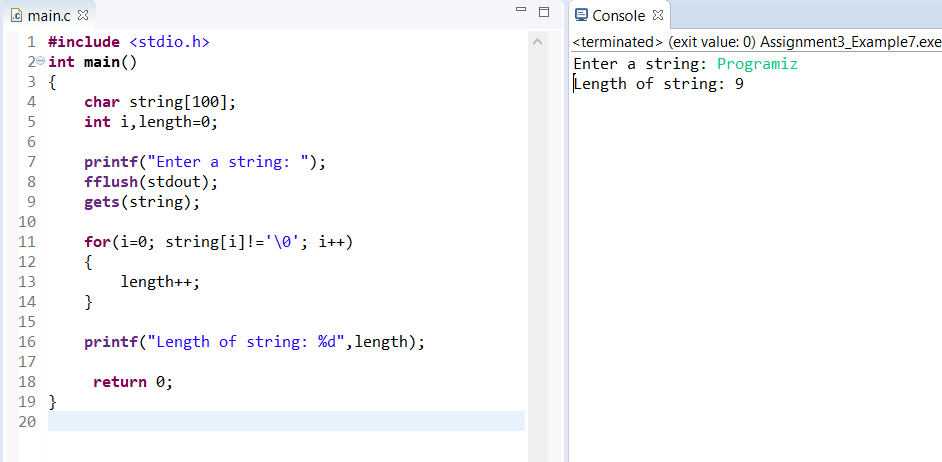 main.c
1 #include <stdio.h>
2 int main()
3 {
4     char string[100];
5     int i,length=0;
6
7     printf("Enter a string: ");
8     fflush(stdout);
9     gets(string);
10
11     for(i=0; string[i]!='\0'; i++)
12     {
13         length++;
14     }
15
16     printf("Length of string: %d",length);
17
18      return 0;
19 }
20
Console
<terminated> (exit value: 0) Assignment3_Example7.exe
Enter a string: Programiz
Length of string: 9